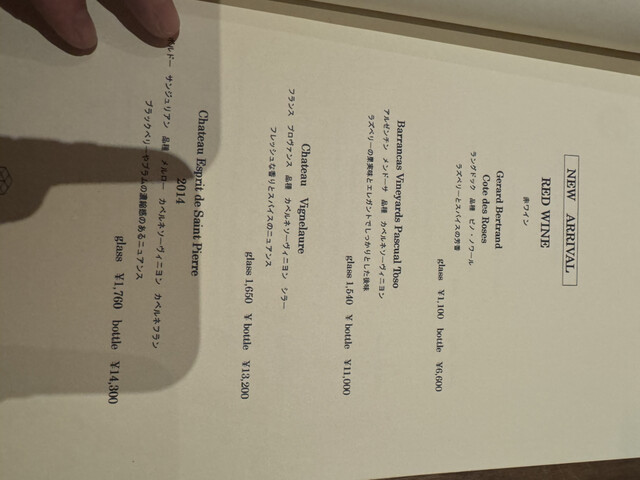 NEW ARRIVAL
RED WINE
赤ワイン
Gerard Bertrand
Cote des Roses
ラングドック 品種 ピノ・ノワール
ラズベリーとスパイスの芳香
glass ¥1,100 bottle ¥6,600
Barrancas Vineyards Pascual Toso
アルゼンチン メンドーサ 品種 カベルネソーヴィニヨン
ラズベリーの果実味とエレガントでしっかりとした後味
glass 1,540 ¥ bottle ¥11,000
Chateau Vignelaure
フランス プロヴァンス 品種 カベルネソーヴィニヨン シラー
フレッシュな香りとスパイスのニュアンス
glass 1,650 ¥ bottle ¥13,200
Chateau Esprit de Saint Pierre
2014
ボルドー サンジュリアン 品種 メルロー カベルネソーヴィニヨン カベルネフラン
ブラックベリーやプラムの濃縮感のあるニュアンス
glass ¥1,760 bottle ¥14,300